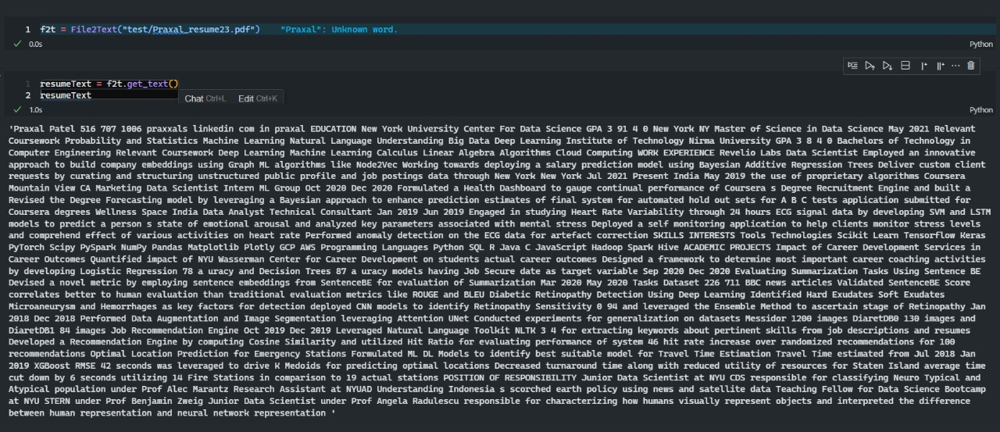 1 f2t = File2Text("test/Praxal_resume23.pdf") "Praxal": Unknown word.
0.0s
Python
1 resumeText = f2t.get_text()
2 resumeText
Chat Ctrl+L Edit Ctrl+K
1.0s
Python
'Praxal Patel 516 707 1006 praxxals linkedin com in praxal EDUCATION New York University Center For Data Science GPA 3 91 4 0 New York NY Master of Science in Data Science May 2021 Relevant
Coursework Probability and Statistics Machine Learning Natural Language Understanding Big Data Deep Learning Institute of Technology Nirma University GPA 3 8 4 0 Bachelors of Technology in
Computer Engineering Relevant Coursework Deep Learning Machine Learning Calculus Linear Algebra Algorithms Cloud Computing WORK EXPERIENCE Revelio Labs Data Scientist Employed an innovative
approach to build company embeddings using Graph ML algorithms like Node2Vec Working towards deploying a salary prediction model using Bayesian Additive Regression Trees Deliver custom client
requests by curating and structuring unstructured public profile and job postings data through New York New York Jul 2021 Present India May 2019 the use of proprietary algorithms Coursera
Mountain View CA Marketing Data Scientist Intern ML Group Oct 2020 Dec 2020 Formulated a Health Dashboard to gauge continual performance of Coursera s Degree Recruitment Engine and built a
Revised the Degree Forecasting model by leveraging a Bayesian approach to enhance prediction estimates of final system for automated hold out sets for A B C tests application submitted for
Coursera degrees Wellness Space India Data Analyst Technical Consultant Jan 2019 Jun 2019 Engaged in studying Heart Rate Variability through 24 hours ECG signal data by developing SVM and LSTM
models to predict a person s state of emotional arousal and analyzed key parameters associated with mental stress Deployed a self monitoring application to help clients monitor stress levels
and comprehend effect of various activities on heart rate Performed anomaly detection on the ECG data for artefact correction SKILLS INTERESTS Tools Technologies Scikit Learn Tensorflow Keras
PyTorch Scipy PySpark NumPy Pandas Matplotlib Plotly GCP AWS Programming Languages Python SQL R Java C JavaScript Hadoop Spark Hive ACADEMIC PROJECTS Impact of Career Development Services in
Career Outcomes Quantified impact of NYU Wasserman Center for Career Development on students actual career outcomes Designed a framework to determine most important career coaching activities
by developing Logistic Regression 78 a uracy and Decision Trees 87 a uracy models having Job Secure date as target variable Sep 2020 Dec 2020 Evaluating Summarization Tasks Using Sentence BE
Devised a novel metric by employing sentence embeddings from SentenceBE for evaluation of Summarization Mar 2020 May 2020 Tasks Dataset 226 711 BBC news articles Validated SentenceBE Score
correlates better to human evaluation than traditional evaluation metrics like ROUGE and BLEU Diabetic Retinopathy Detection Using Deep Learning Identified Hard Exudates Soft Exudates
Microaneurysm and Hemorrhages as key factors for detection deployed CNN models to identify Retinopathy Sensitivity 0 94 and leveraged the Ensemble Method to ascertain stage of Retinopathy Jan
2018 Dec 2018 Performed Data Augmentation and Image Segmentation leveraging Attention UNet Conducted experiments for generalization on datasets Messidor 1200 images DiaretDB0 130 images and
DiaretDB1 84 images Job Recommendation Engine Oct 2019 Dec 2019 Leveraged Natural Language Toolkit NLTK 3 4 for extracting keywords about pertinent skills from job descriptions and resumes
Developed a Recommendation Engine by computing Cosine Similarity and utilized Hit Ratio for evaluating performance of system 46 hit rate increase over randomized recommendations for 100
recommendations Optimal Location Prediction for Emergency Stations Formulated ML DL Models to identify best suitable model for Travel Time Estimation Travel Time estimated from Jul 2018 Jan
2019 XGBoost RMSE 42 seconds was leveraged to drive K Medoids for predicting optimal locations Decreased turnaround time along with reduced utility of resources for Staten Island average time
cut down by 6 seconds utilizing 14 Fire Stations in comparison to 19 actual stations POSITION OF RESPONSIBILITY Junior Data Scientist at NYU CDS responsible for classifying Neuro Typical and
Atypical population under Prof Alec Marantz Research Assistant at NYUAD Understanding Indonesia s scorched earth policy using news and satellite data Teaching Fellow for Data Science Bootcamp
at NYU STERN under Prof Benjamin Zweig Junior Data Scientist under Prof Angela Radulescu responsible for characterizing how humans visually represent objects and interpreted the difference
between human representation and neural network representation '